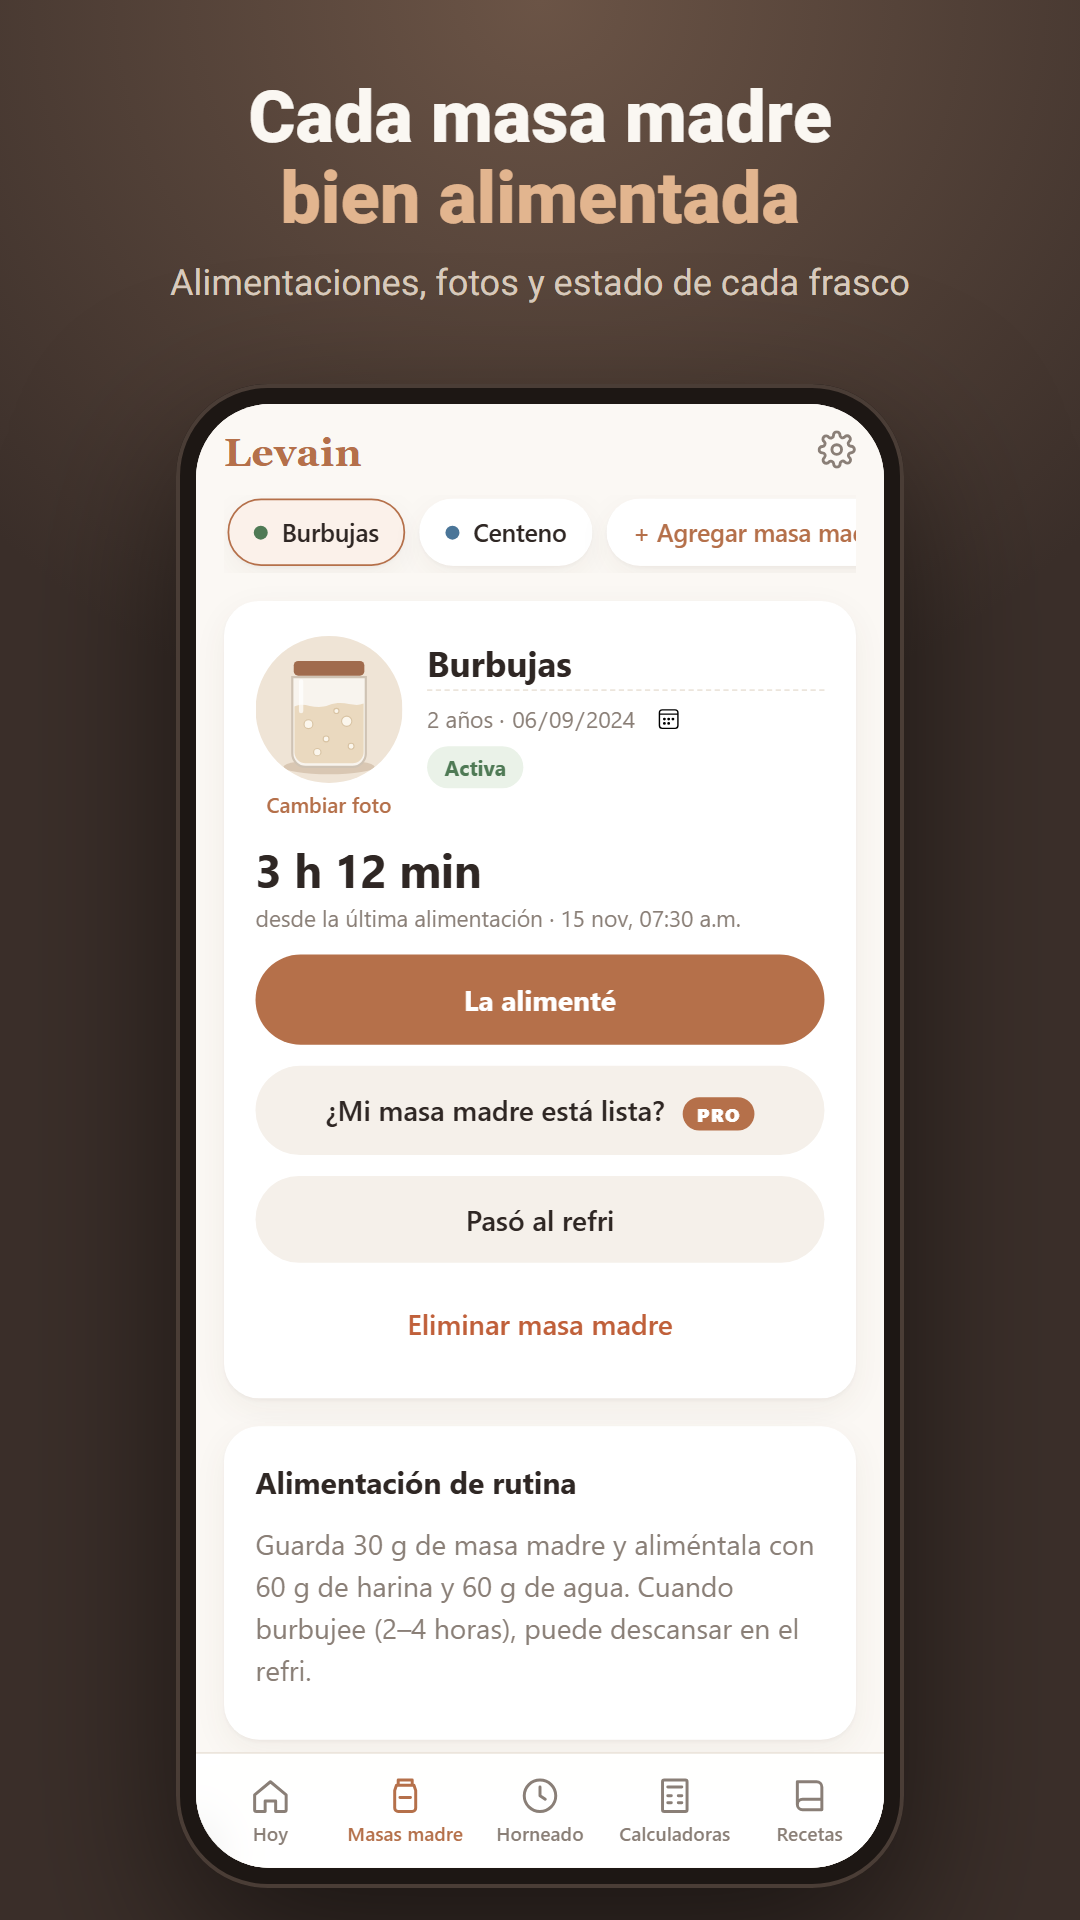 Cada masa madre
bien alimentada
Alimentaciones, fotos y estado de cada frasco
Levain
Burbujas
Centeno
+ Agregar masa
Burbujas
2 años · 06/09/2024
Activa
Cambiar foto
3 h 12 min
desde la última alimentación · 15 nov, 07:30 a.m.
La alimenté
¿Mi masa madre está lista? PRO
Pasó al refri
Eliminar masa madre
Alimentación de rutina
Guarda 30 g de masa madre y aliméntala con
60 g de harina y 60 g de agua. Cuando
burbujee (2–4 horas), puede descansar en el
refri.
Hoy
Masas madre
Horneado
Calculadoras
Recetas